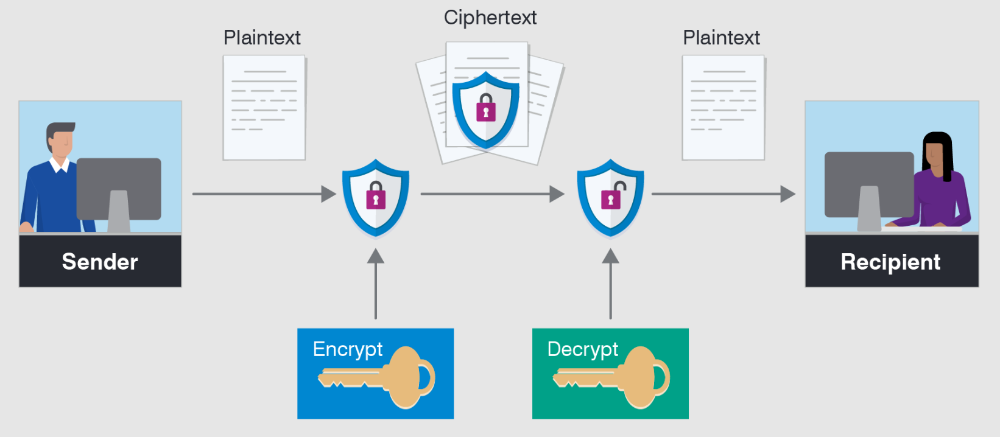 Plaintext
Ciphertext
Plaintext
Sender
Recipient
Encrypt
Decrypt